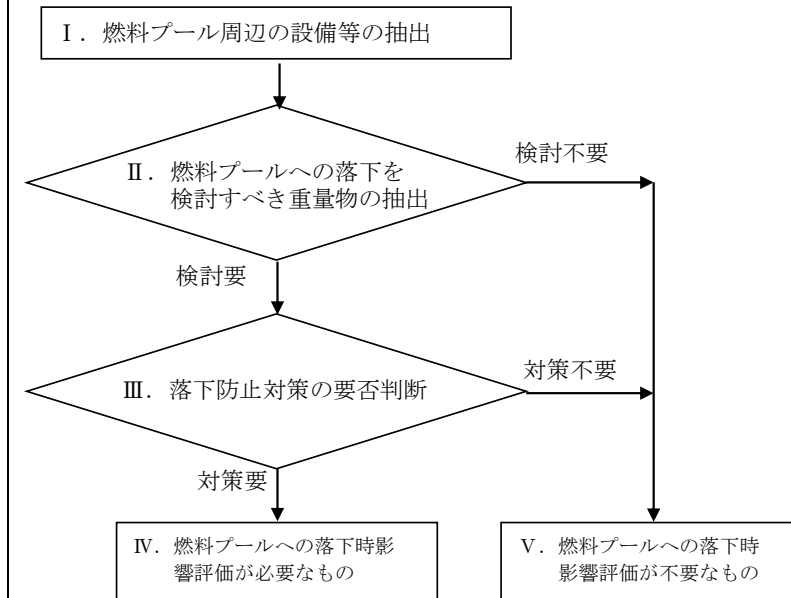 Ⅰ．燃料プール周辺の設備等の抽出
Ⅱ．燃料プールへの落下を
検討すべき重量物の抽出
検討不要
検討要
Ⅲ．落下防止対策の要否判断
対策不要
対策要
Ⅳ．燃料プールへの落下時影
響評価が必要なもの
Ⅴ．燃料プールへの落下時
影響評価が不要なもの